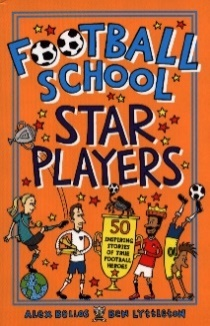 FOOTBALL
SCHOOL
STAR
PLAYERS
50
INSPIRING
STORIES
OF TRUE
FOOTBALL
HEROES
ALEX BELLOS BEN LYTTLETON